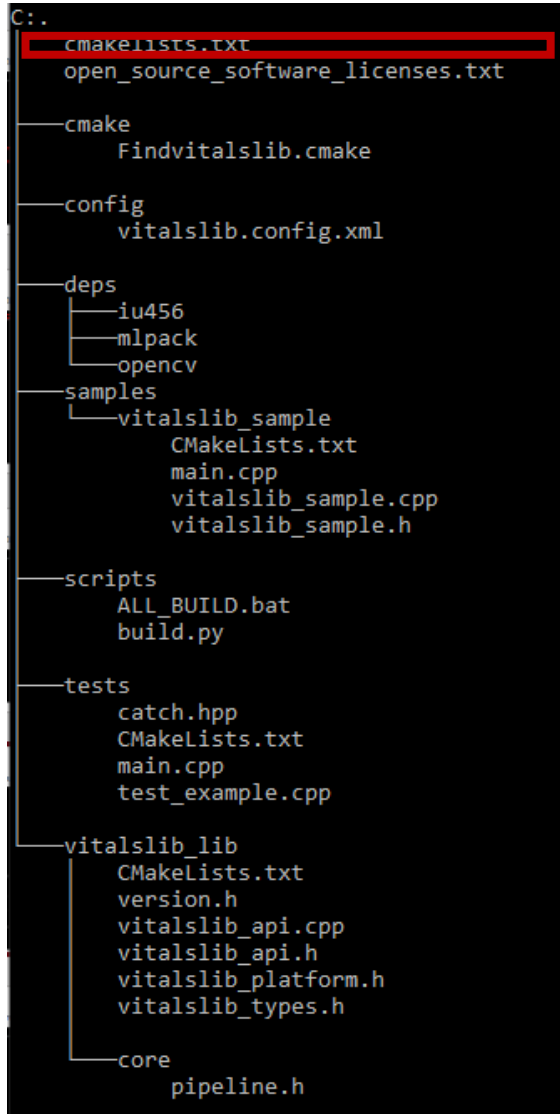 C:.
cmakelists.txt
open_source_software_licenses.txt
cmake
Findvitalslib.cmake
config
vitalslib.config.xml
deps
iu456
mlpack
opencv
samples
vitalslib_sample
CMakeLists.txt
main.cpp
vitalslib_sample.cpp
vitalslib_sample.h
scripts
ALL_BUILD.bat
build.py
tests
catch.hpp
CMakeLists.txt
main.cpp
test_example.cpp
vitalslib_lib
CMakeLists.txt
version.h
vitalslib_api.cpp
vitalslib_api.h
vitalslib_platform.h
vitalslib_types.h
core
pipeline.h